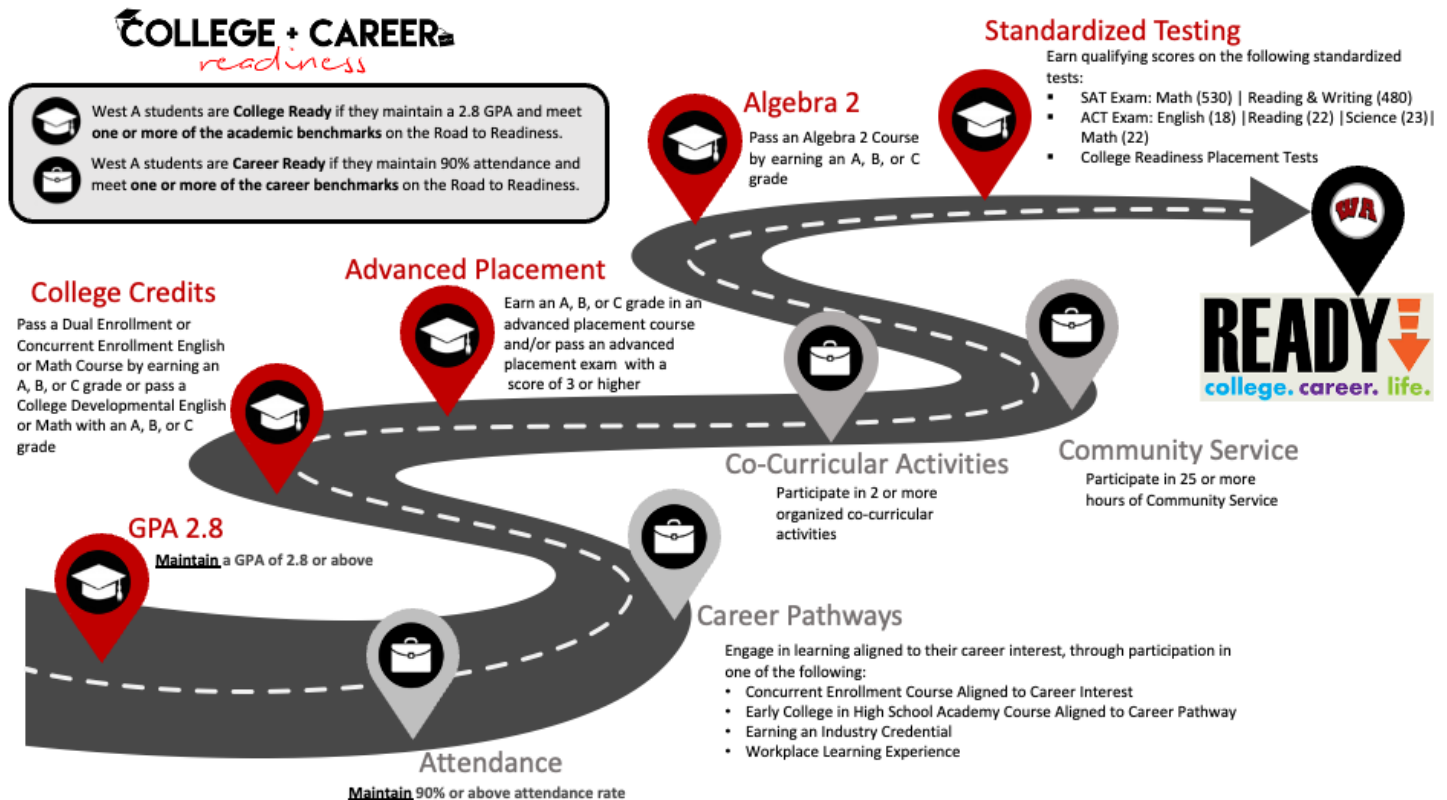 COLLEGE + CAREER
readiness
West A students are College Ready if they maintain a 2.8 GPA and meet
one or more of the academic benchmarks on the Road to Readiness.
West A students are Career Ready if they maintain 90% attendance and
meet one or more of the career benchmarks on the Road to Readiness.
Standardized Testing
Earn qualifying scores on the following standardized
tests:
▪ SAT Exam: Math (530) | Reading & Writing (480)
▪ ACT Exam: English (18) |Reading (22) |Science (23)|
Math (22)
▪ College Readiness Placement Tests
Algebra 2
Pass an Algebra 2 Course
by earning an A, B, or C
grade
WA
READY
college. career. life.
Advanced Placement
Earn an A, B, or C grade in an
advanced placement course
and/or pass an advanced
placement exam with a
score of 3 or higher
College Credits
Pass a Dual Enrollment or
Concurrent Enrollment English
or Math Course by earning an
A, B, or C grade or pass a
College Developmental English
or Math with an A, B, or C
grade
Co-Curricular Activities
Participate in 2 or more
organized co-curricular
activities
Community Service
Participate in 25 or more
hours of Community Service
GPA 2.8
Maintain a GPA of 2.8 or above
Career Pathways
Engage in learning aligned to their career interest, through participation in
one of the following:
• Concurrent Enrollment Course Aligned to Career Interest
• Early College in High School Academy Course Aligned to Career Pathway
• Earning an Industry Credential
• Workplace Learning Experience
Attendance
Maintain 90% or above attendance rate